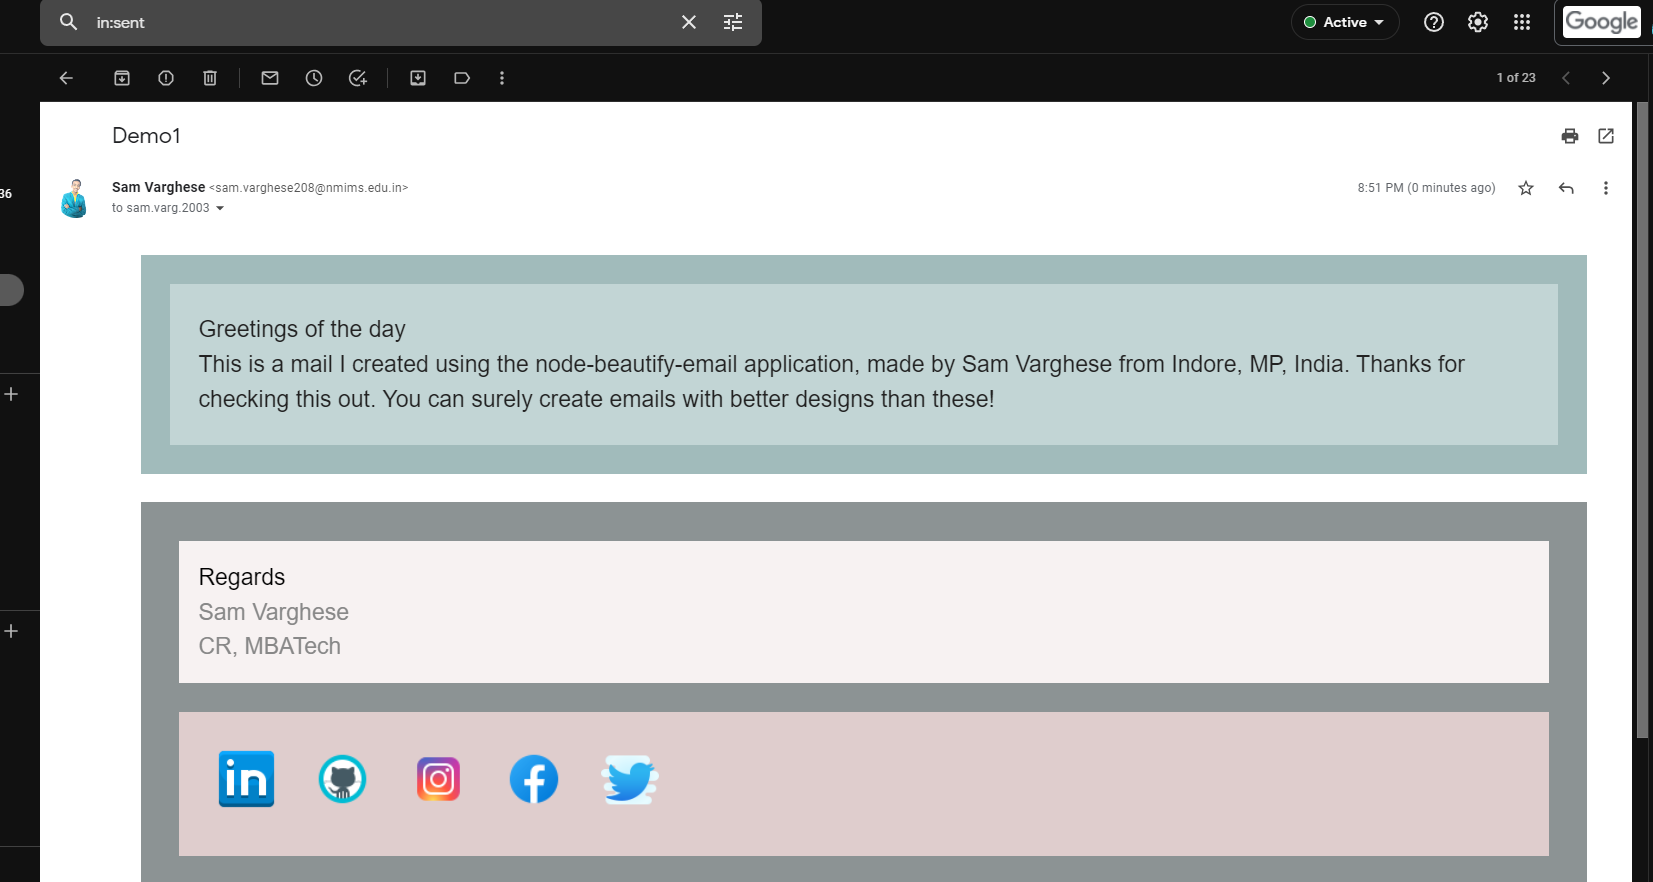 in:sent
Active
Google
1 of 23
Demo1
36
Sam Varghese <sam.varghese208@nmims.edu.in>
8:51 PM (0 minutes ago)
to sam.varg.2003
Greetings of the day
This is a mail I created using the node-beautify-email application, made by Sam Varghese from Indore, MP, India. Thanks for
checking this out. You can surely create emails with better designs than these!
Regards
Sam Varghese
CR, MBATech
in